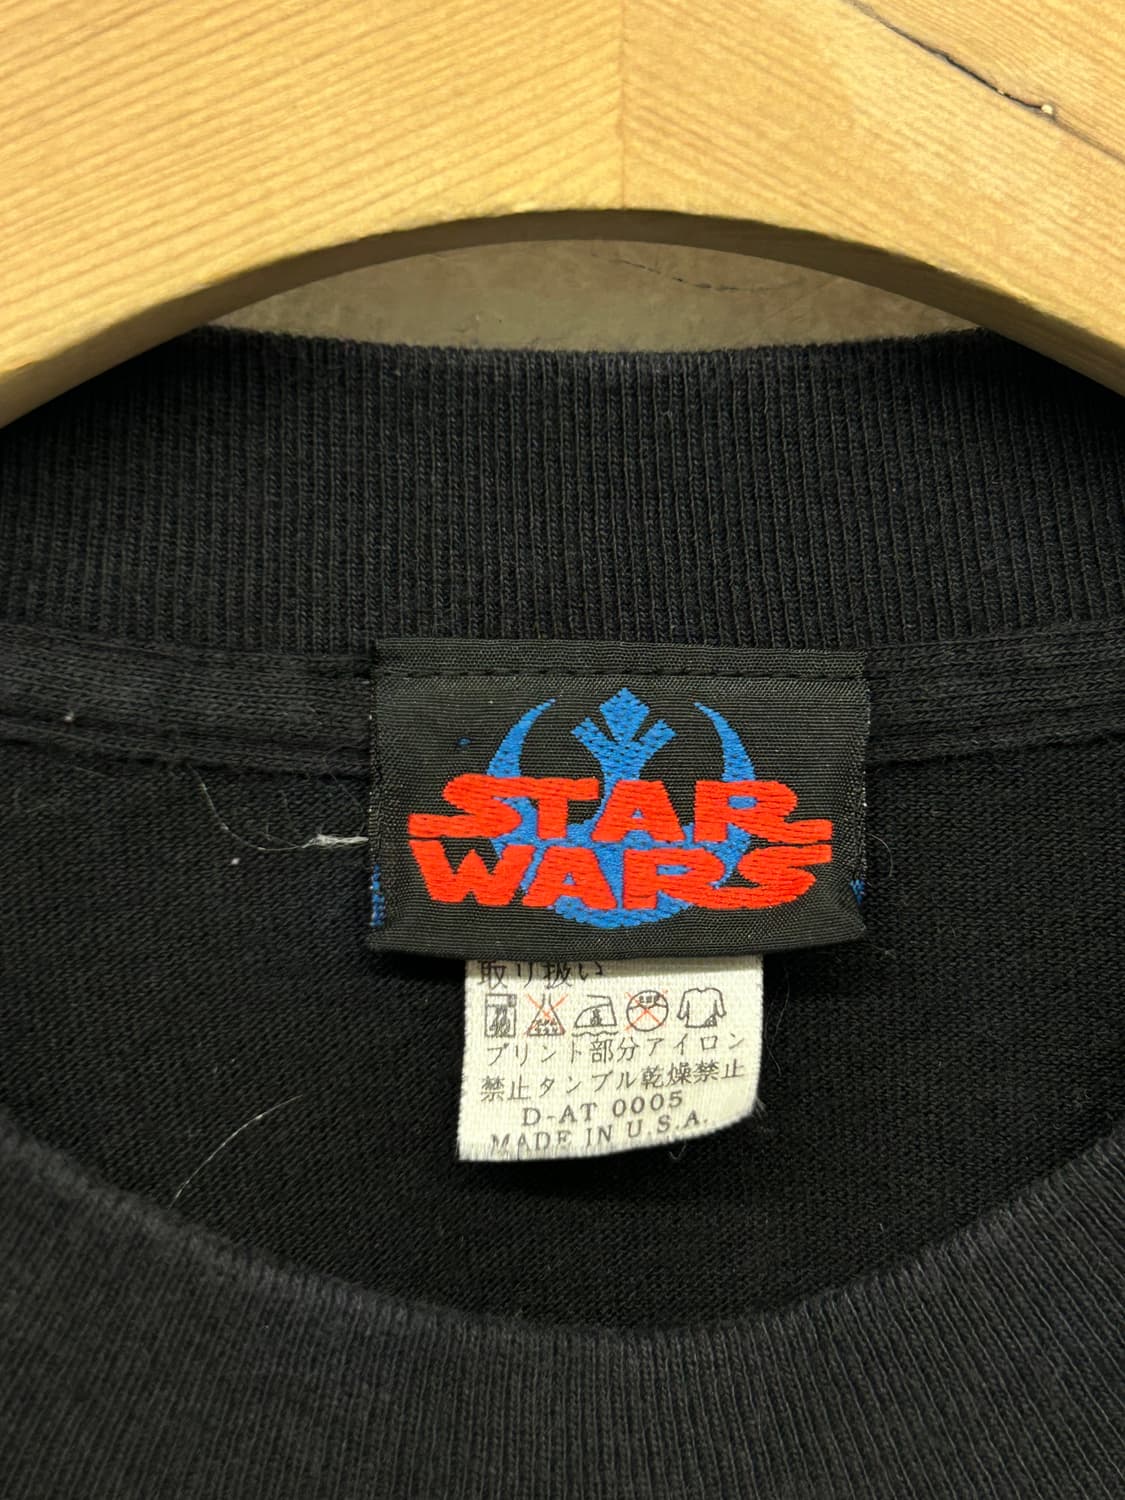 STAR
WARS
取り扱い
プリント部分アイロン
禁止タンブル乾燥禁止
D-AT 0005
MADE IN U.S.A.